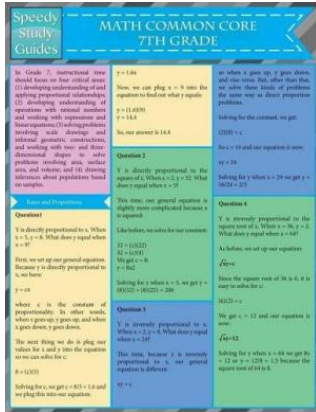 Speedy
Study
Guides
MATH COMMON CORE
7TH GRADE
In Grade 7, instructional time
should focus on four critical areas:
(1) developing understanding of and
applying proportional relationships;
(2) developing understanding of
operations with rational numbers
and working with expressions and
linear equations; (3) solving problems
involving scale drawings and
informal geometric constructions,
and working with two- and three-
dimensional shapes to solve
problems involving area, surface
area, and volume; and (4) drawing
inferences about populations based
on samples.
Rates and Proportions
Question1
Y is directly proportional to x. When
x = 5, y = 8. What does y equal when
x = 9?
First, we set up our general equation.
Because y is directly proportional to
x, we have:
y = cx
where c is the constant of
proportionality. In other words,
when x goes up, y goes up, and when
x goes down, y goes down.
The next thing we do is plug our
values for x and y into the equation
so we can solve for c:
8 = (c)(5)
Solving for c, we get c = 8/5 = 1.6 and
we plug this into our equation:
y = 1.6x
Now, we can plug x = 9 into the
equation to find out what y equals:
y = (1.6)(9)
y = 14.4
So, our answer is 14.4
Question 2
Y is directly proportional to the
square of x. When x = 2, y = 32. What
does y equal when x = 5?
This time, our general equation is
slightly more complicated because x
is squared:
Like before, we solve for our constant:
32 = (c)(22)
32 = (c)(4)
We get c = 8:
y = 8x2
Solving for y when x = 5, we get y =
(8)(52) = (8)(25) = 200
Question 3
Y is inversely proportional to x.
When x = 2, y = 8. What does y equal
when x = 24?
This time, because y is inversely
proportional to x, our general
equation is different:
xy = c
so when x goes up, y goes down,
and vice versa. But, other than that,
we solve these kinds of problems
the same way as direct proportion
problems.
Solving for the constant, we get:
(2)(8) = c
So c = 16 and our equation is now:
xy = 16
Solving for y when x = 24 we get y =
16/24 = 2/3
Question 4
Y is inversely proportional to the
square root of x. When x = 36, y = 2.
What does y equal when x = 64?
As before, we set up our equation:
√xy=c
Since the square root of 36 is 6, it is
easy to solve for c:
(6)(2) = c
We get c = 12 and our equation is
now:
√xy=12
Solving for y when x = 64 we get 8y
= 12 or y = 12/8 = 1.5 because the
square root of 64 is 8.